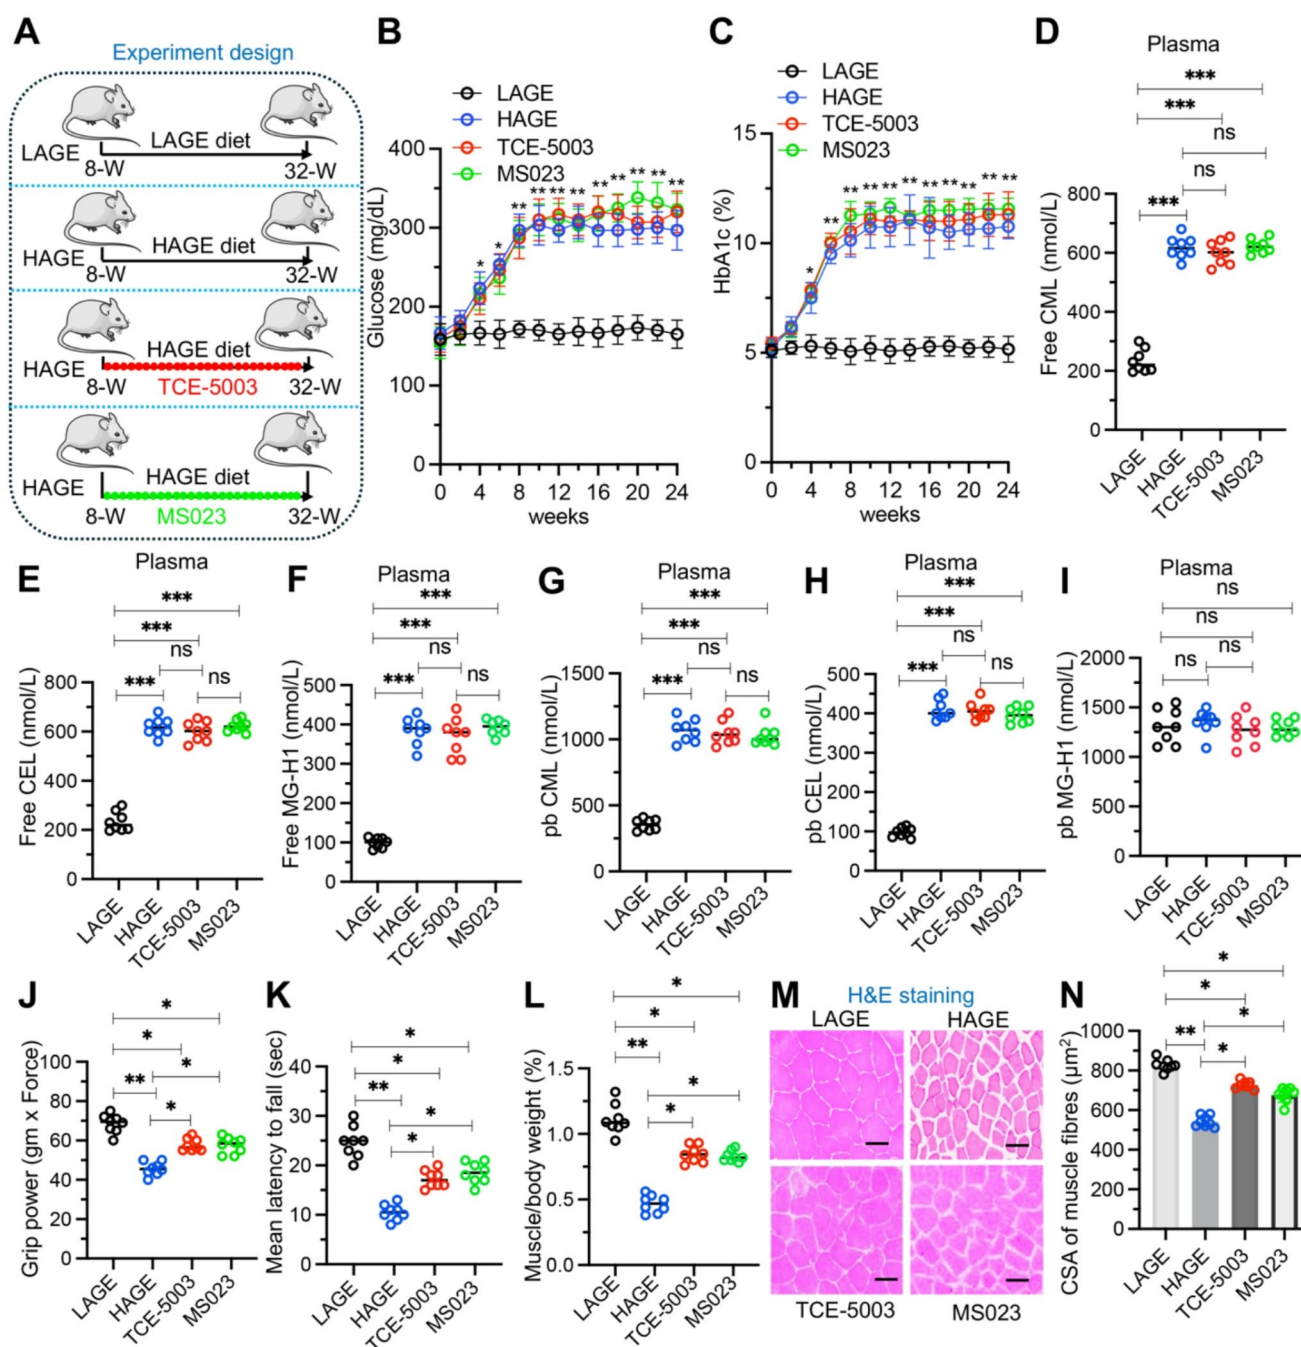 A
Experiment design
LAGE
LAGE diet
8-W
32-W
HAGE
HAGE diet
8-W
32-W
HAGE
HAGE diet
8-W
TCE-5003
32-W
HAGE
HAGE diet
8-W
MS023
32-W
B
LAGE
HAGE
TCE-5003
MS023
Glucose (mg/dL)
400
300
200
100
0
* * ** ** ** ** ** ** ** ** **
0 4 8 12 16 20 24
weeks
C
LAGE
HAGE
TCE-5003
MS023
HbA1c (%)
15
10
5
0
* ** ** ** ** ** ** ** ** ** **
0 4 8 12 16 20 24
weeks
D
Plasma
***
***
ns
ns
***
Free CML (nmol/L)
800
600
400
200
0
LAGE
HAGE
TCE-5003
MS023
E
Plasma
***
***
ns
*** ns
Free CEL (nmol/L)
800
600
400
200
0
LAGE
HAGE
TCE-5003
MS023
F
Plasma
***
***
ns
*** ns
Free MG-H1 (nmol/L)
500
400
300
200
100
0
LAGE
HAGE
TCE-5003
MS023
G
Plasma
***
***
ns
*** ns
pb CML (nmol/L)
1500
1000
500
0
LAGE
HAGE
TCE-5003
MS023
H
Plasma
***
***
ns
*** ns
pb CEL (nmol/L)
500
400
300
200
100
0
LAGE
HAGE
TCE-5003
MS023
I
Plasma
ns
ns
ns ns
pb MG-H1 (nmol/L)
2000
1500
1000
500
0
LAGE
HAGE
TCE-5003
MS023
J
*
*
** *
*
Grip power (gm x Force)
100
80
60
40
20
0
LAGE
HAGE
TCE-5003
MS023
K
*
*
**
*
*
Mean latency to fall (sec)
40
30
20
10
0
LAGE
HAGE
TCE-5003
MS023
L
*
*
**
*
*
Muscle/body weight (%)
1.5
1.0
0.5
0.0
LAGE
HAGE
TCE-5003
MS023
M
H&E staining
LAGE HAGE
TCE-5003 MS023
N
*
*
** *
*
CSA of muscle fibres (µm²)
1000
800
600
400
200
0
LAGE
HAGE
TCE-5003
MS023